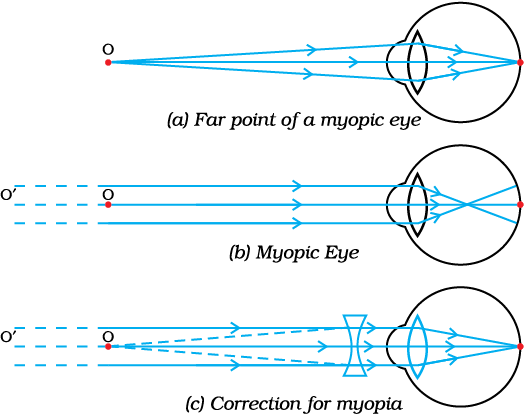 O
(a) Far point of a myopic eye
O′ O
(b) Myopic Eye
O′ O
(c) Correction for myopia